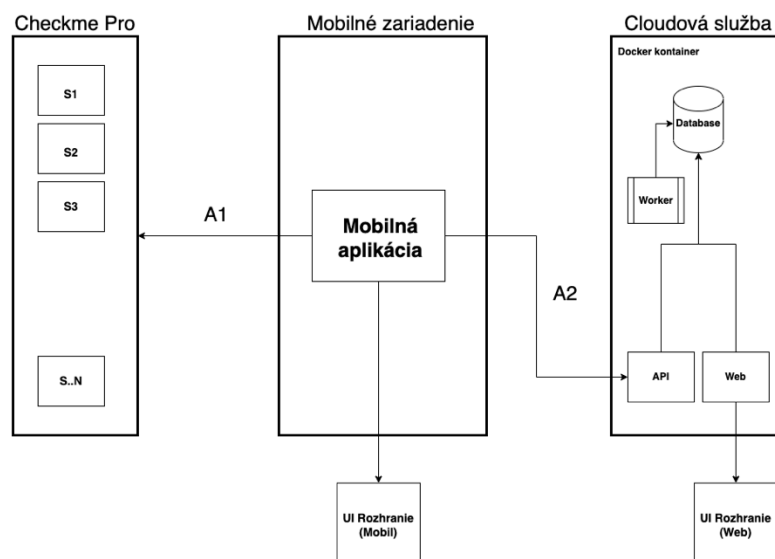 Checkme Pro
S1
S2
S3
S..N
A1
Mobilné zariadenie
Mobilná
aplikácia
UI Rozhranie
(Mobil)
A2
Cloudová služba
Docker kontainer
Database
Worker
API
Web
UI Rozhranie
(Web)